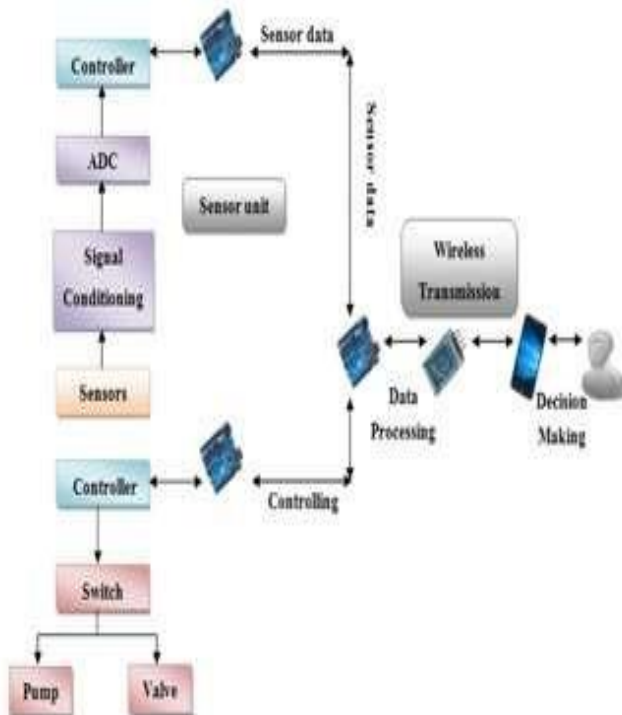 Sensor data
Controller
Sensor data
ADC
Sensor unit
Signal
Conditioning
Wireless
Transmission
Sensors
Data
Processing
Decision
Making
Controller
Controlling
Switch
Pump
Valve